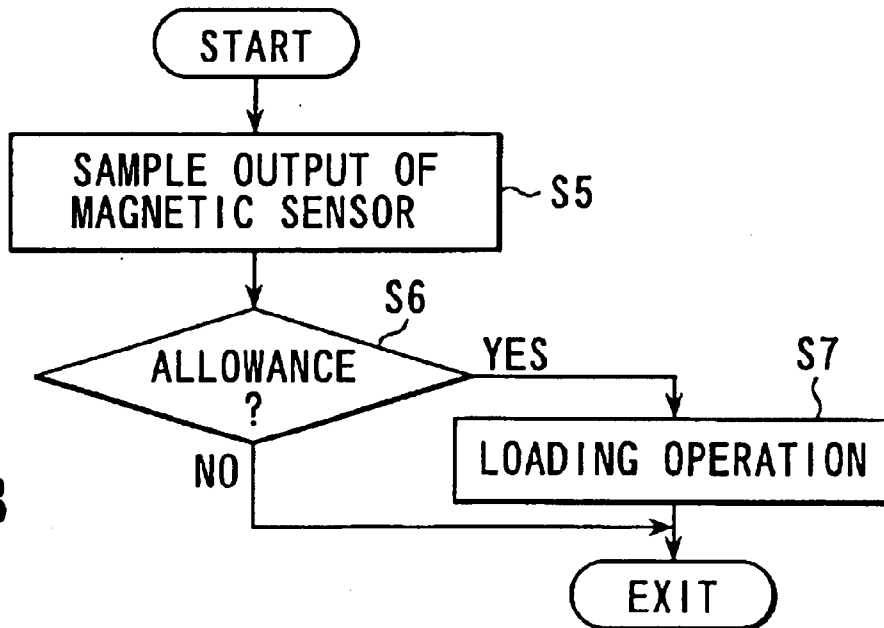 START
SAMPLE OUTPUT OF
MAGNETIC SENSOR
S5
S6
ALLOWANCE
?
YES
NO
S7
LOADING OPERATION
EXIT